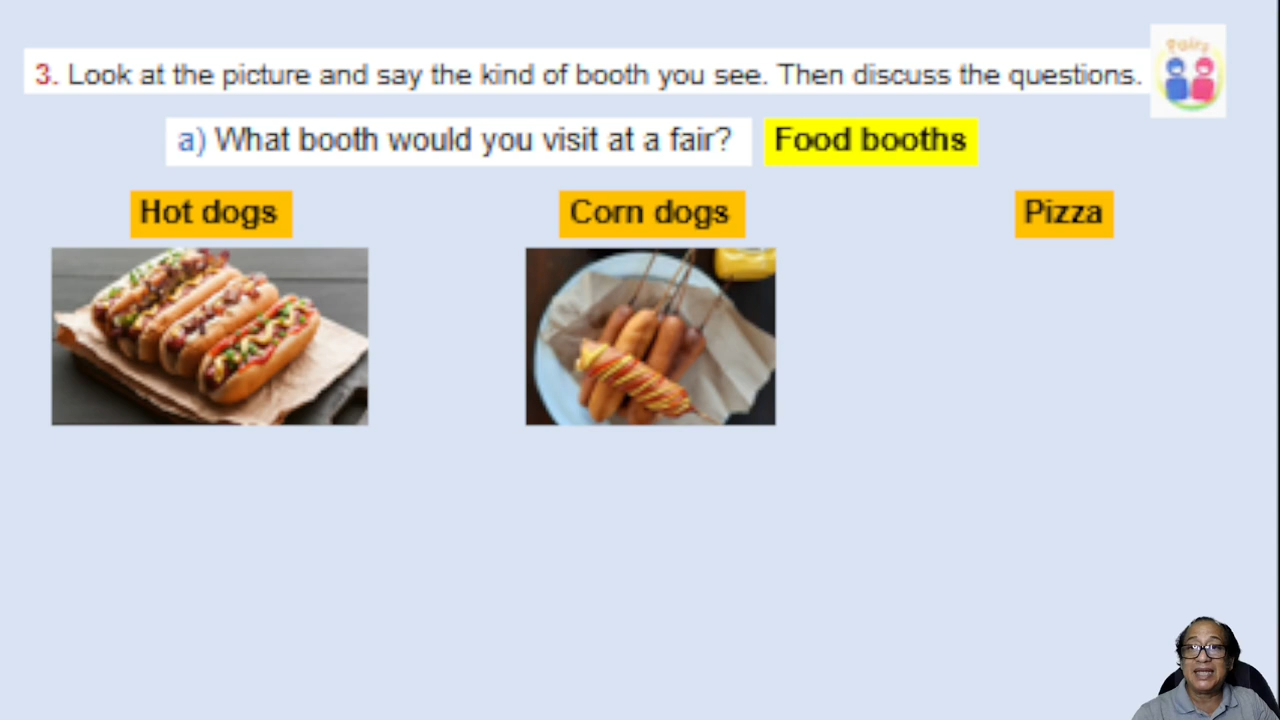 Pairs
3. Look at the picture and say the kind of booth you see. Then discuss the questions.
a) What booth would you visit at a fair? Food booths
Hot dogs Corn dogs Pizza